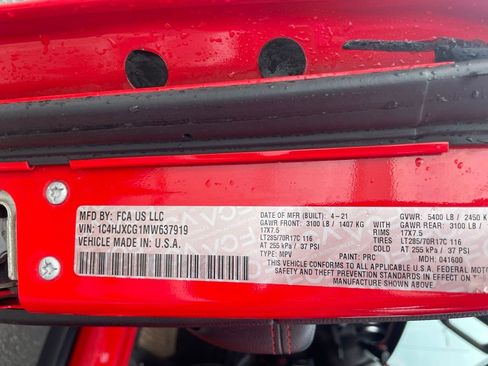 MFD BY: FCA US LLC
VIN: 1C4HJXCG1MW637919
VEHICLE MADE IN: U.S.A.
DATE OF MFR (BUILT): 4-21 GVWR: 5400 LB / 2450 K
GAWR FRONT: 3100 LB / 1407 KG GAWR REAR: 3100 LB /
17X7.5 RIMS 17X7.5
LT285/70R17C 116 TIRES LT285/70R17C 116
AT 255 kPa / 37 PSI COLD AT 255 kPa / 37 PSI
TYPE: MPV PAINT: PRC MDH: 041600
THIS VEHICLE CONFORMS TO ALL APPLICABLE U.S.A. FEDERAL MOTOR
SAFETY AND THEFT PREVENTION STANDARDS IN EFFECT ON
MANUFACTURE SHOWN ABOVE.